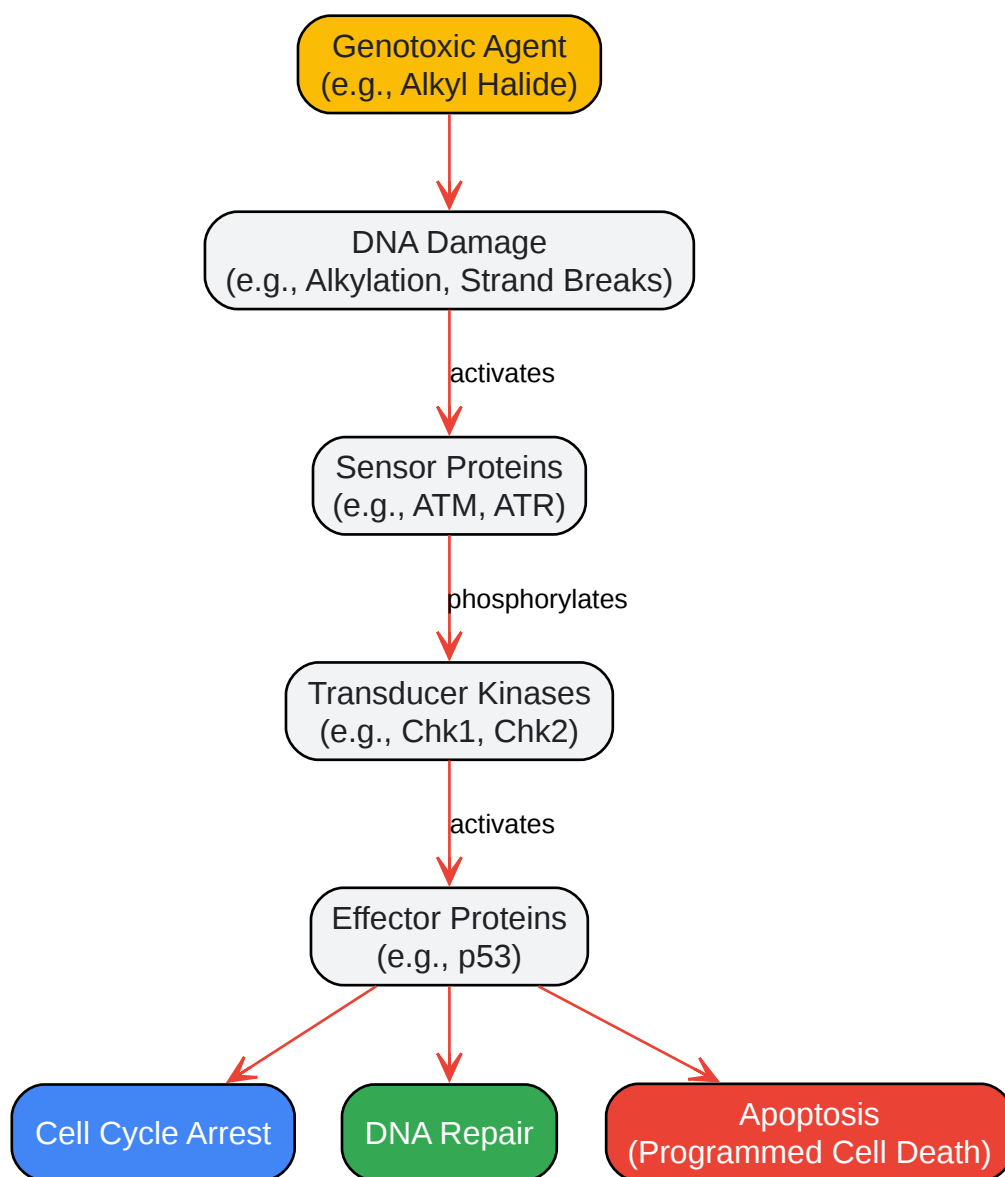 Genotoxic Agent
(e.g., Alkyl Halide)
DNA Damage
(e.g., Alkylation, Strand Breaks)
activates
Sensor Proteins
(e.g., ATM, ATR)
phosphorylates
Transducer Kinases
(e.g., Chk1, Chk2)
activates
Effector Proteins
(e.g., p53)
Cell Cycle Arrest
DNA Repair
Apoptosis
(Programmed Cell Death)